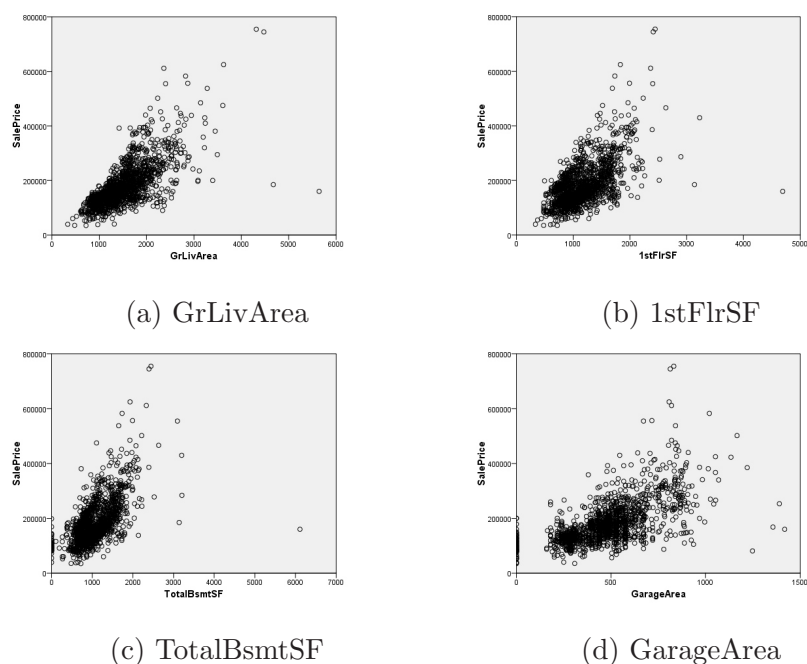 800000
600000
400000
200000
0
SalePrice
0 1000 2000 3000 4000 5000 6000
GrLivArea
(a) GrLivArea
800000
600000
400000
200000
0
SalePrice
0 1000 2000 3000 4000 5000
1stFlrSF
(b) 1stFlrSF
800000
600000
400000
200000
0
SalePrice
0 1000 2000 3000 4000 5000 6000 7000
TotalBsmtSF
(c) TotalBsmtSF
800000
600000
400000
200000
0
SalePrice
0 500 1000 1500
GarageArea
(d) GarageArea